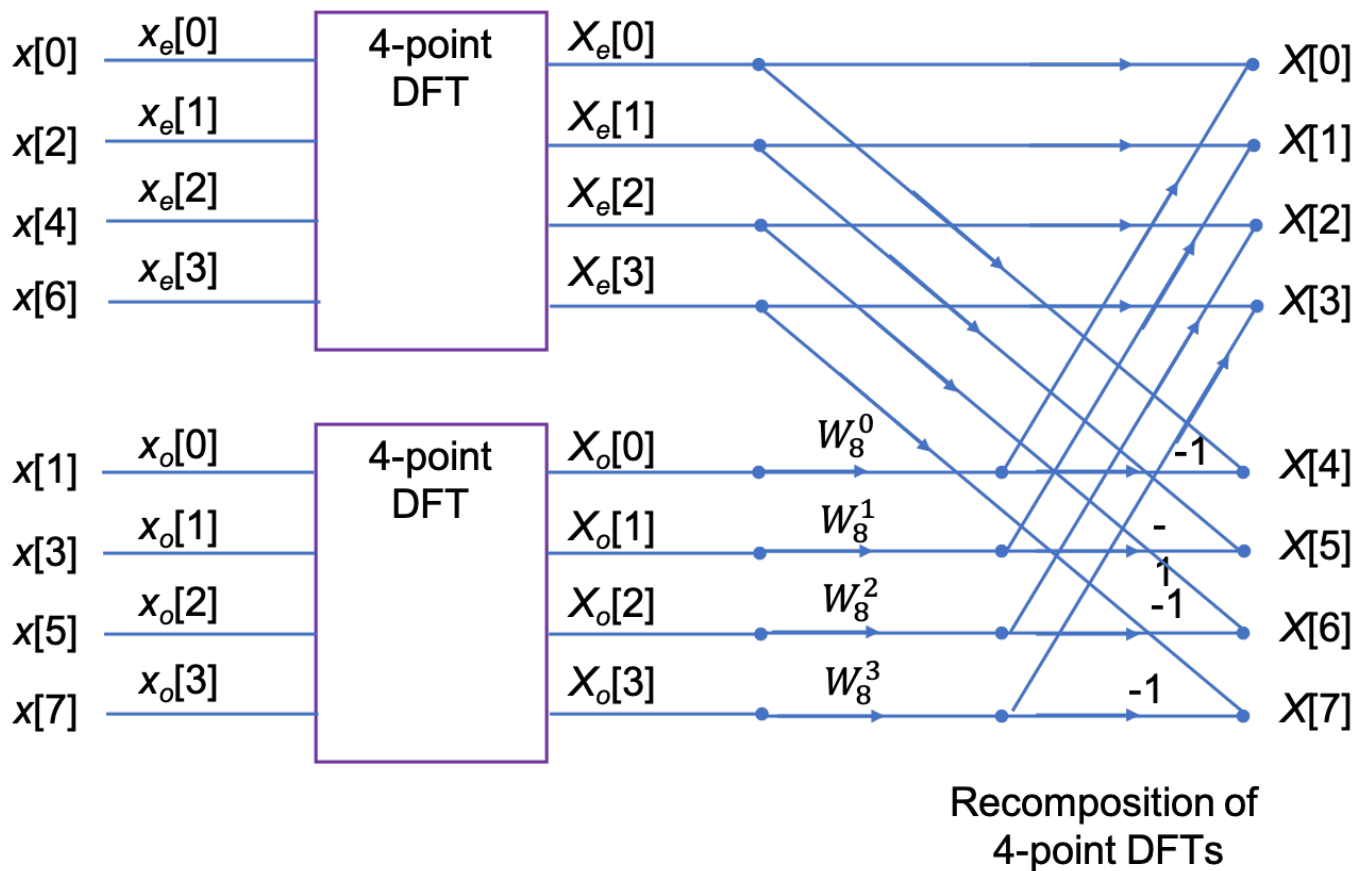 x[0]
xₑ[0]
4-point
DFT
Xₑ[0]
X[0]
x[2]
xₑ[1]
Xₑ[1]
X[1]
x[4]
xₑ[2]
Xₑ[2]
X[2]
x[6]
xₑ[3]
Xₑ[3]
X[3]
x[1]
xₒ[0]
4-point
DFT
Xₒ[0]
W₈⁰
-1
X[4]
x[3]
xₒ[1]
Xₒ[1]
W₈¹
-
1
X[5]
x[5]
xₒ[2]
Xₒ[2]
W₈²
-1
X[6]
x[7]
xₒ[3]
Xₒ[3]
W₈³
-1
X[7]
Recomposition of
4-point DFTs